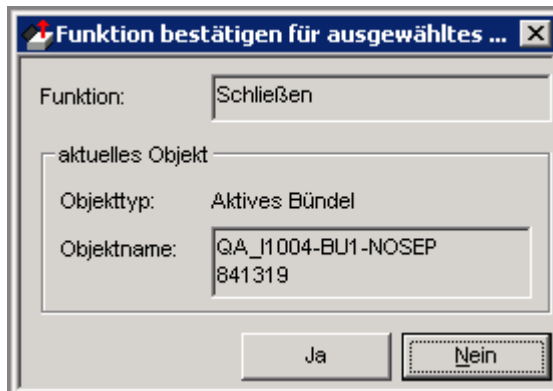 Funktion bestätigen für ausgewähltes ...
Funktion: Schließen
aktuelles Objekt
Objekttyp: Aktives Bündel
Objektname: QA_I1004-BU1-NOSEP
841319
Ja Nein